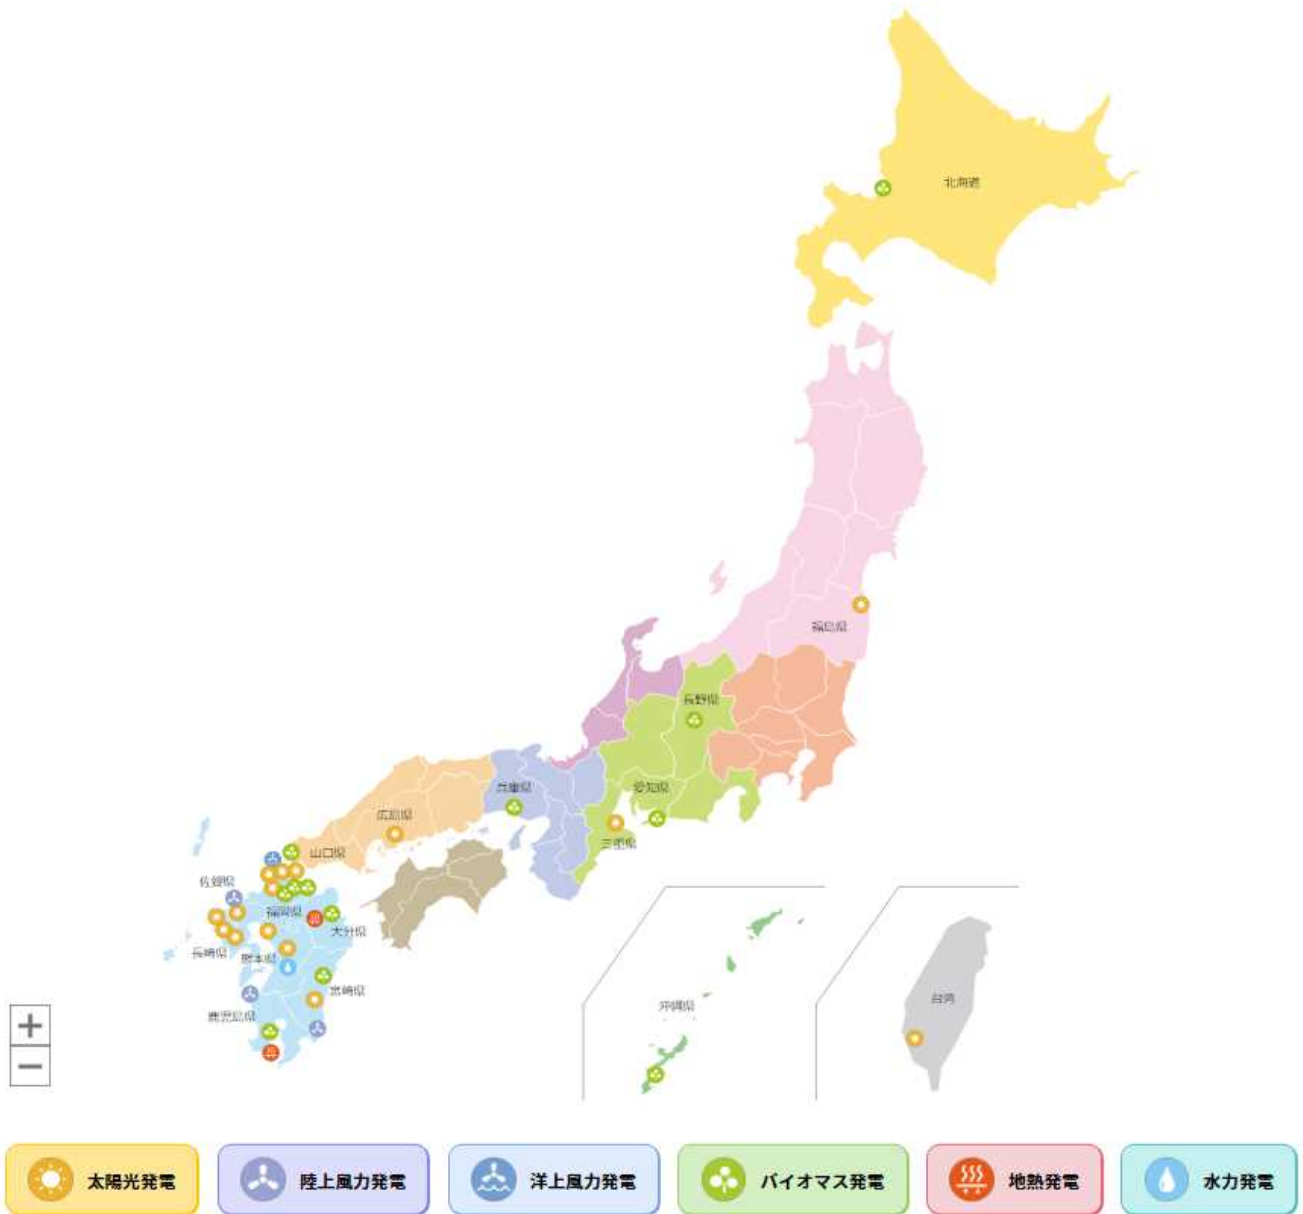 北海道
福島県
長野県
兵庫県
愛知県
広島県
三重県
山口県
佐賀県
福岡県
大分県
長崎県
熊本県
宮崎県
鹿児島県
沖縄県
台湾
+
−
太陽光発電
陸上風力発電
洋上風力発電
バイオマス発電
地熱発電
水力発電